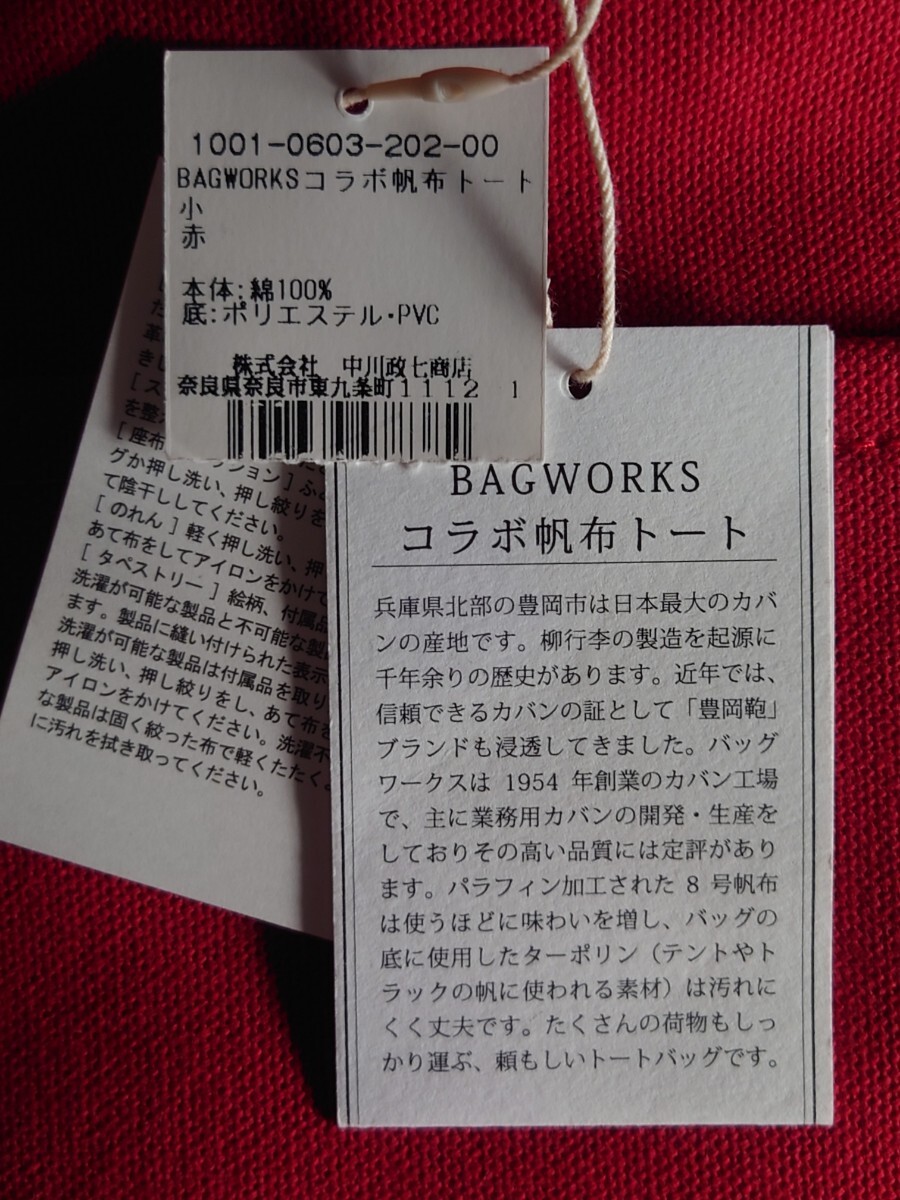 1001-0603-202-00
BAGWORKSコラボ帆布トート
小
赤
本体:綿100%
底:ポリエステル・PVC
株式会社 中川政七商店
奈良県奈良市東九条町1112 1
革
きし
[ス
を整
[座布 ション]ふ
グか押し洗い、押し絞りを
て陰干ししてください。
[のれん]軽く押し洗い、押
あて布をしてアイロンをかけて
[タペストリー]絵柄、付属品
洗濯が可能な製品と不可能な製
ます。製品に縫い付けられた表示
洗濯が可能な製品は付属品を取り
押し洗い、押し絞りをし、あて布を
アイロンをかけてください。洗濯不
な製品は固く絞った布で軽くたたく
に汚れを拭き取ってください。
BAGWORKS
コラボ帆布トート
兵庫県北部の豊岡市は日本最大のカバ
ンの産地です。柳行李の製造を起源に
千年余りの歴史があります。近年では、
信頼できるカバンの証として「豊岡鞄」
ブランドも浸透してきました。バッグ
ワークスは 1954 年創業のカバン工場
で、主に業務用カバンの開発・生産を
しておりその高い品質には定評があり
ます。パラフィン加工された 8 号帆布
は使うほどに味わいを増し、バッグの
底に使用したターポリン（テントやト
ラックの帆に使われる素材）は汚れに
くく丈夫です。たくさんの荷物もしっ
かり運ぶ、頼もしいトートバッグです。